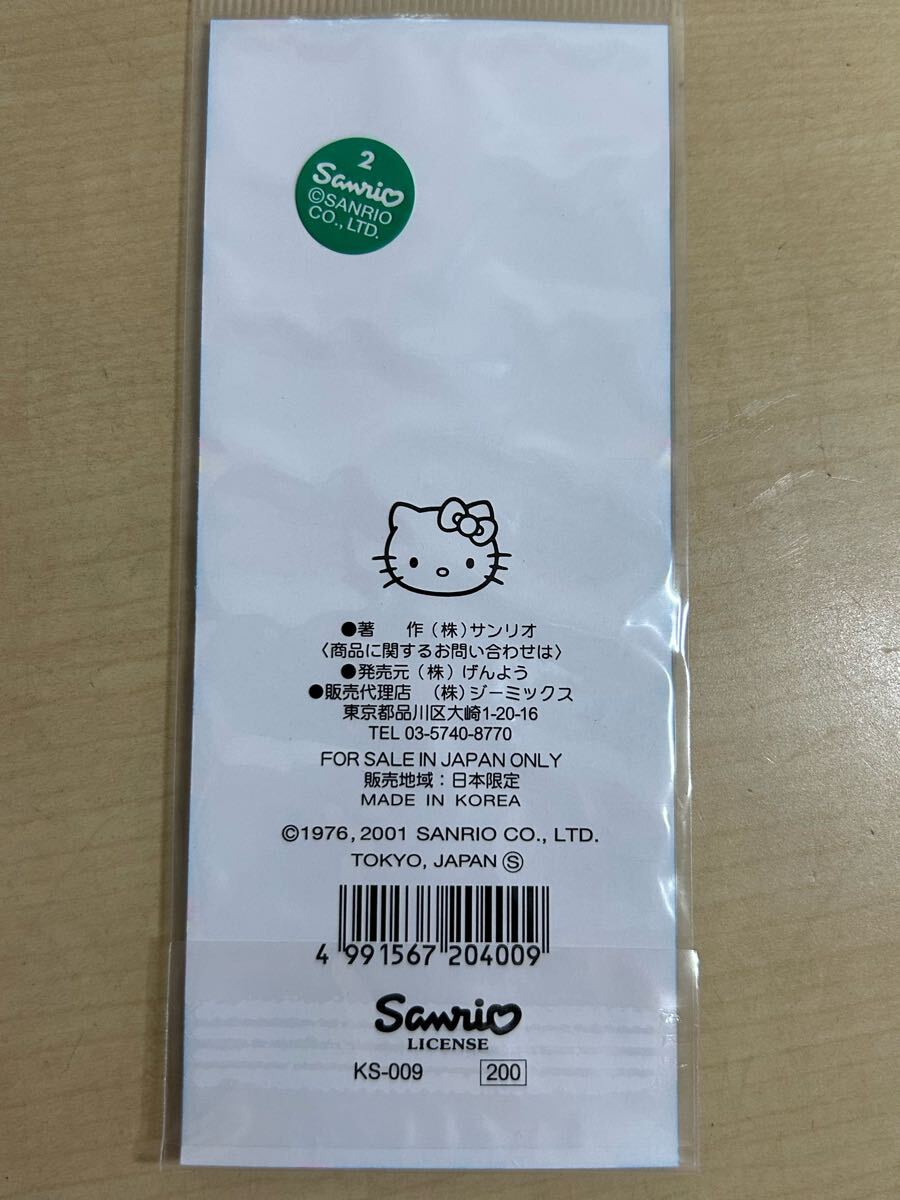 2
Sanrio
©SANRIO
CO., LTD.
●著　作（株）サンリオ
〈商品に関するお問い合わせは〉
●発売元（株）げんよう
●販売代理店　（株）ジーミックス
東京都品川区大崎1-20-16
TEL 03-5740-8770
FOR SALE IN JAPAN ONLY
販売地域：日本限定
MADE IN KOREA
©1976, 2001 SANRIO CO., LTD.
TOKYO, JAPAN Ⓢ
4 991567 204009
Sanrio
LICENSE
KS-009 200